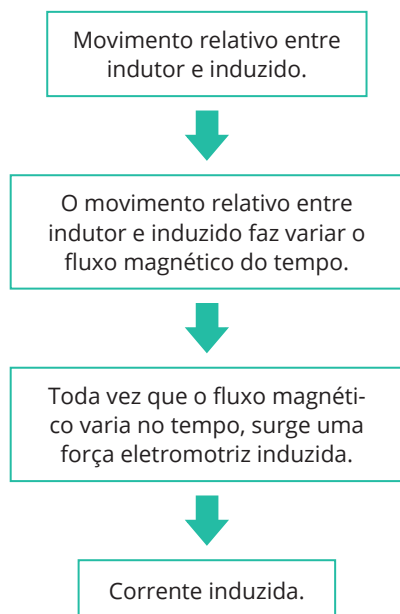 Movimento relativo entre
indutor e induzido.
O movimento relativo entre
indutor e induzido faz variar o
fluxo magnético do tempo.
Toda vez que o fluxo magnéti-
co varia no tempo, surge uma
força eletromotriz induzida.
Corrente induzida.